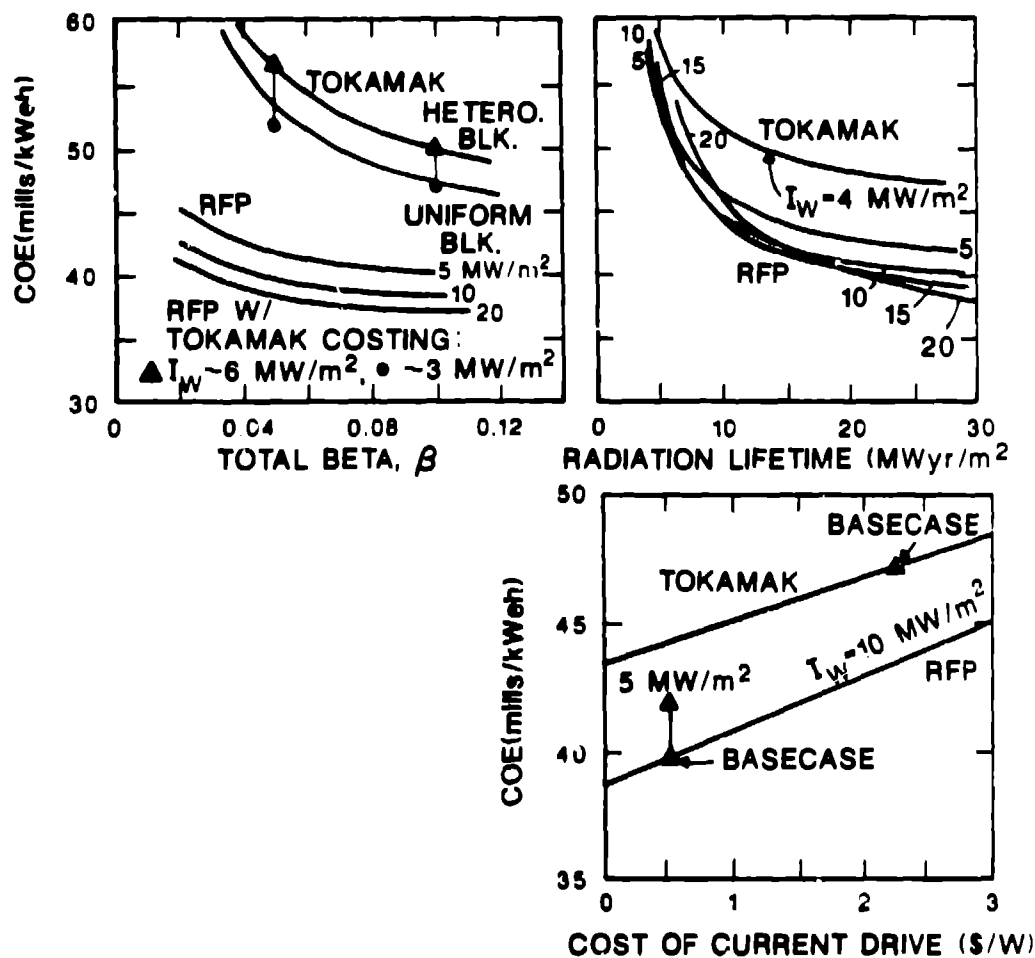 60
50
40
30
COE(mills/kWeh)
TOKAMAK
HETERO.
BLK.
RFP
UNIFORM
BLK.
5 MW/m²
10
20
RFP W/
TOKAMAK COSTING:
▲ I_W ~6 MW/m², ● ~3 MW/m²
0 0.04 0.08 0.12
TOTAL BETA, β
10
5
15
20
TOKAMAK
I_W=4 MW/m²
5
RFP
10
15
20
0 10 20 30
RADIATION LIFETIME (MWyr/m²
50
45
40
35
COE(mills/kWeh)
BASECASE
TOKAMAK
I_W=10 MW/m²
5 MW/m²
RFP
BASECASE
0 1 2 3
COST OF CURRENT DRIVE ($/W)